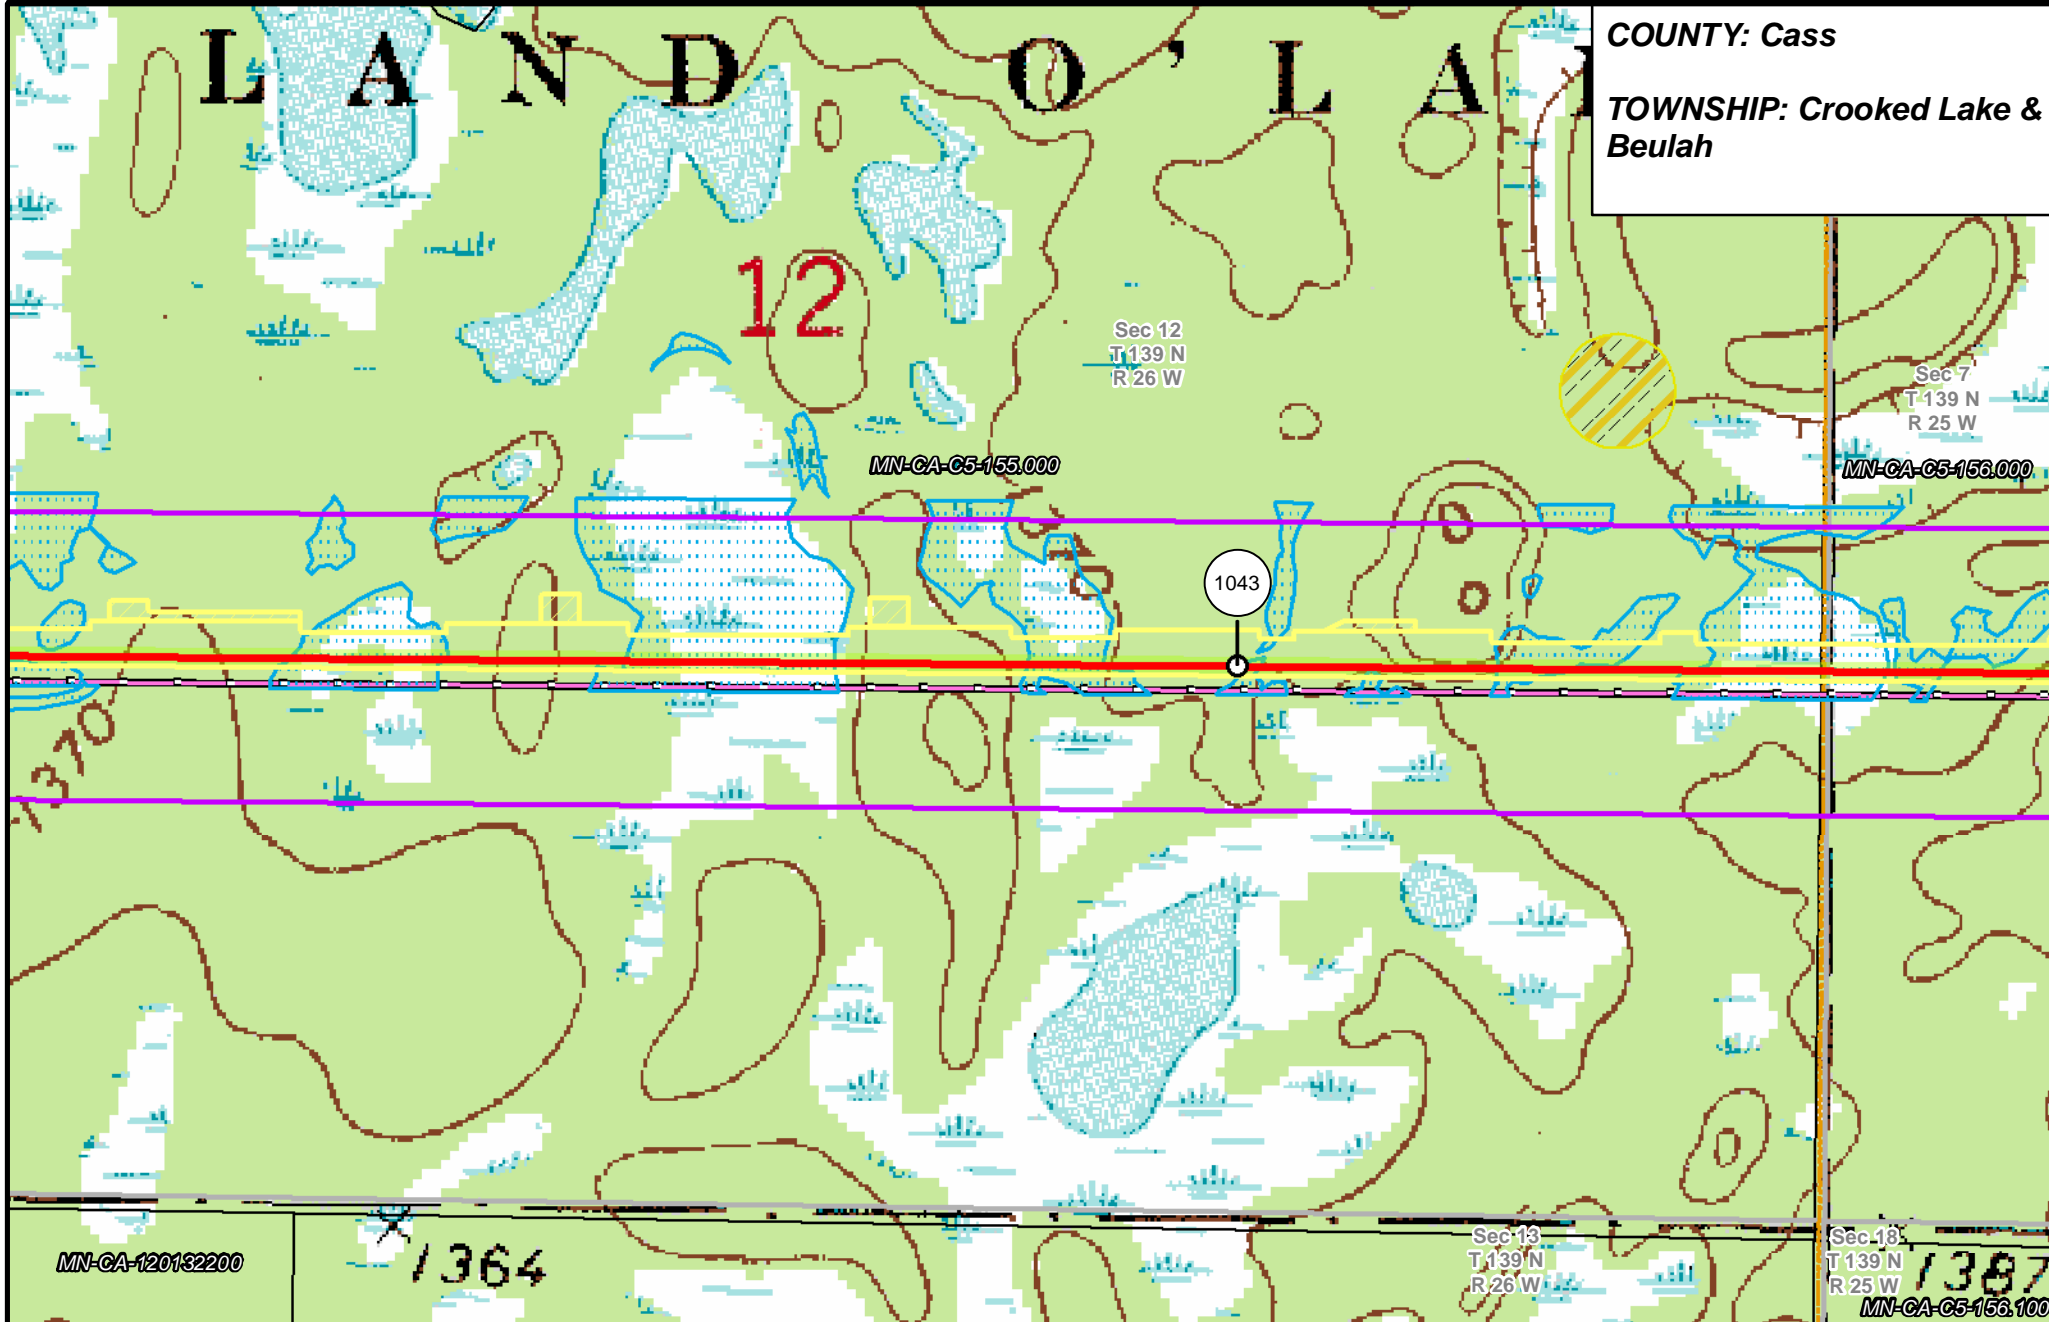 COUNTY: Cass
TOWNSHIP: Crooked Lake &
Beulah
LAND O'LA
12
Sec 12
T 139 N
R 26 W
Sec 7
T 139 N
R 25 W
MN-CA-C5-155.000
MN-CA-C5-156.000
1043
1370
Sec 13
T 139 N
R 26 W
Sec 18
T 139 N
R 25 W
MN-CA-120132200
1364
1387
MN-CA-C5-156.100